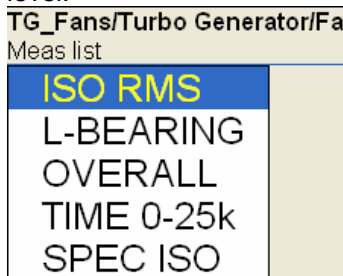 TG_Fans/Turbo Generator/Fa
Meas list
ISO RMS
L-BEARING
OVERALL
TIME 0-25k
SPEC ISO